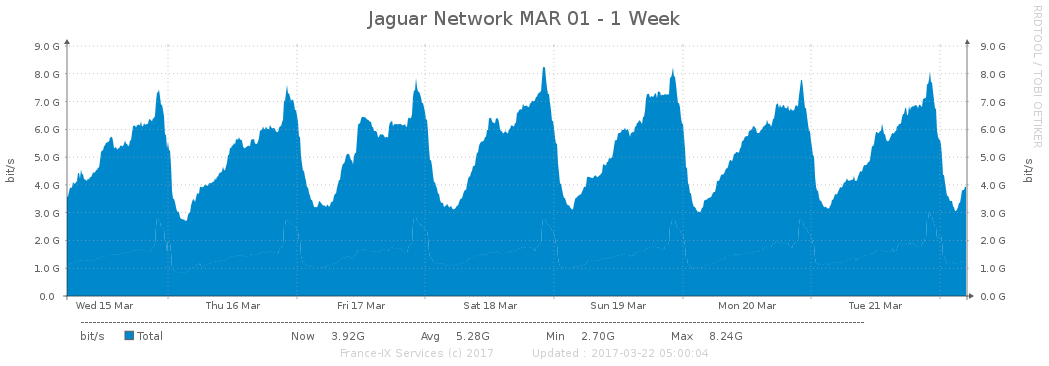 Jaguar Network MAR 01 - 1 Week
RRDTOOL / TOBI OETIKER
bit/s
9.0 G 9.0 G
8.0 G 8.0 G
7.0 G 7.0 G
6.0 G 6.0 G
5.0 G 5.0 G
4.0 G 4.0 G
3.0 G 3.0 G
2.0 G 2.0 G
1.0 G 1.0 G
0.0 0.0 G
bit/s
Wed 15 Mar Thu 16 Mar Fri 17 Mar Sat 18 Mar Sun 19 Mar Mon 20 Mar Tue 21 Mar
bit/s Total Now 3.92G Avg 5.28G Min 2.70G Max 8.24G
France-IX Services (c) 2017 Updated : 2017-03-22 05:00:04